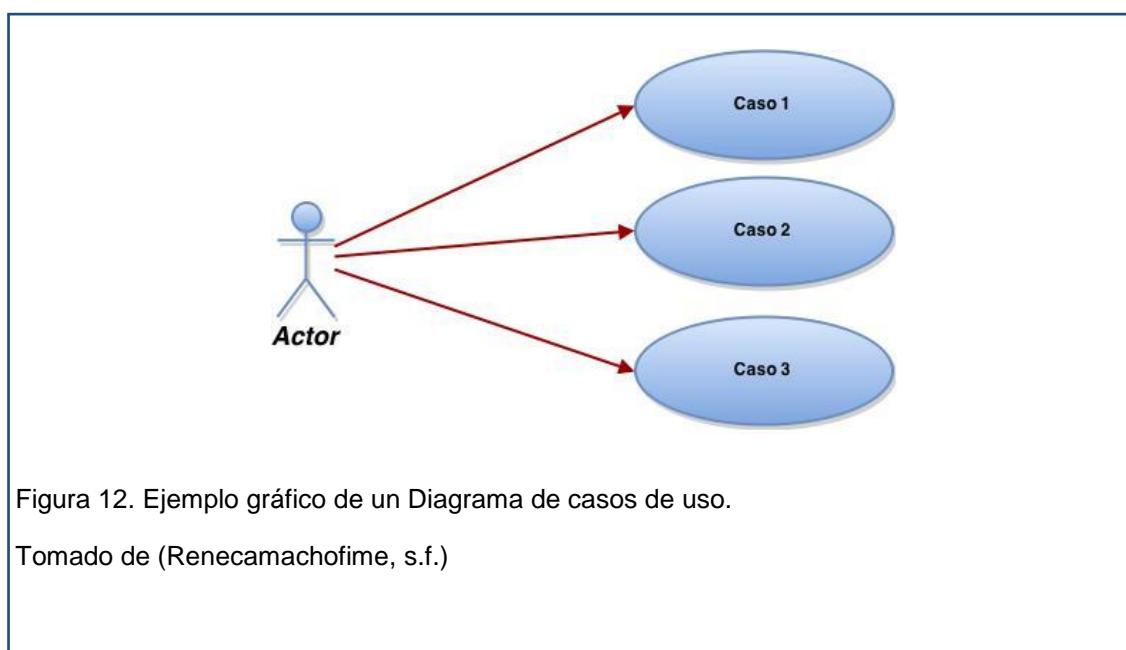 Caso 1
Caso 2
Caso 3
Actor
Figura 12. Ejemplo gráfico de un Diagrama de casos de uso.
Tomado de (Renecamachofime, s.f.)